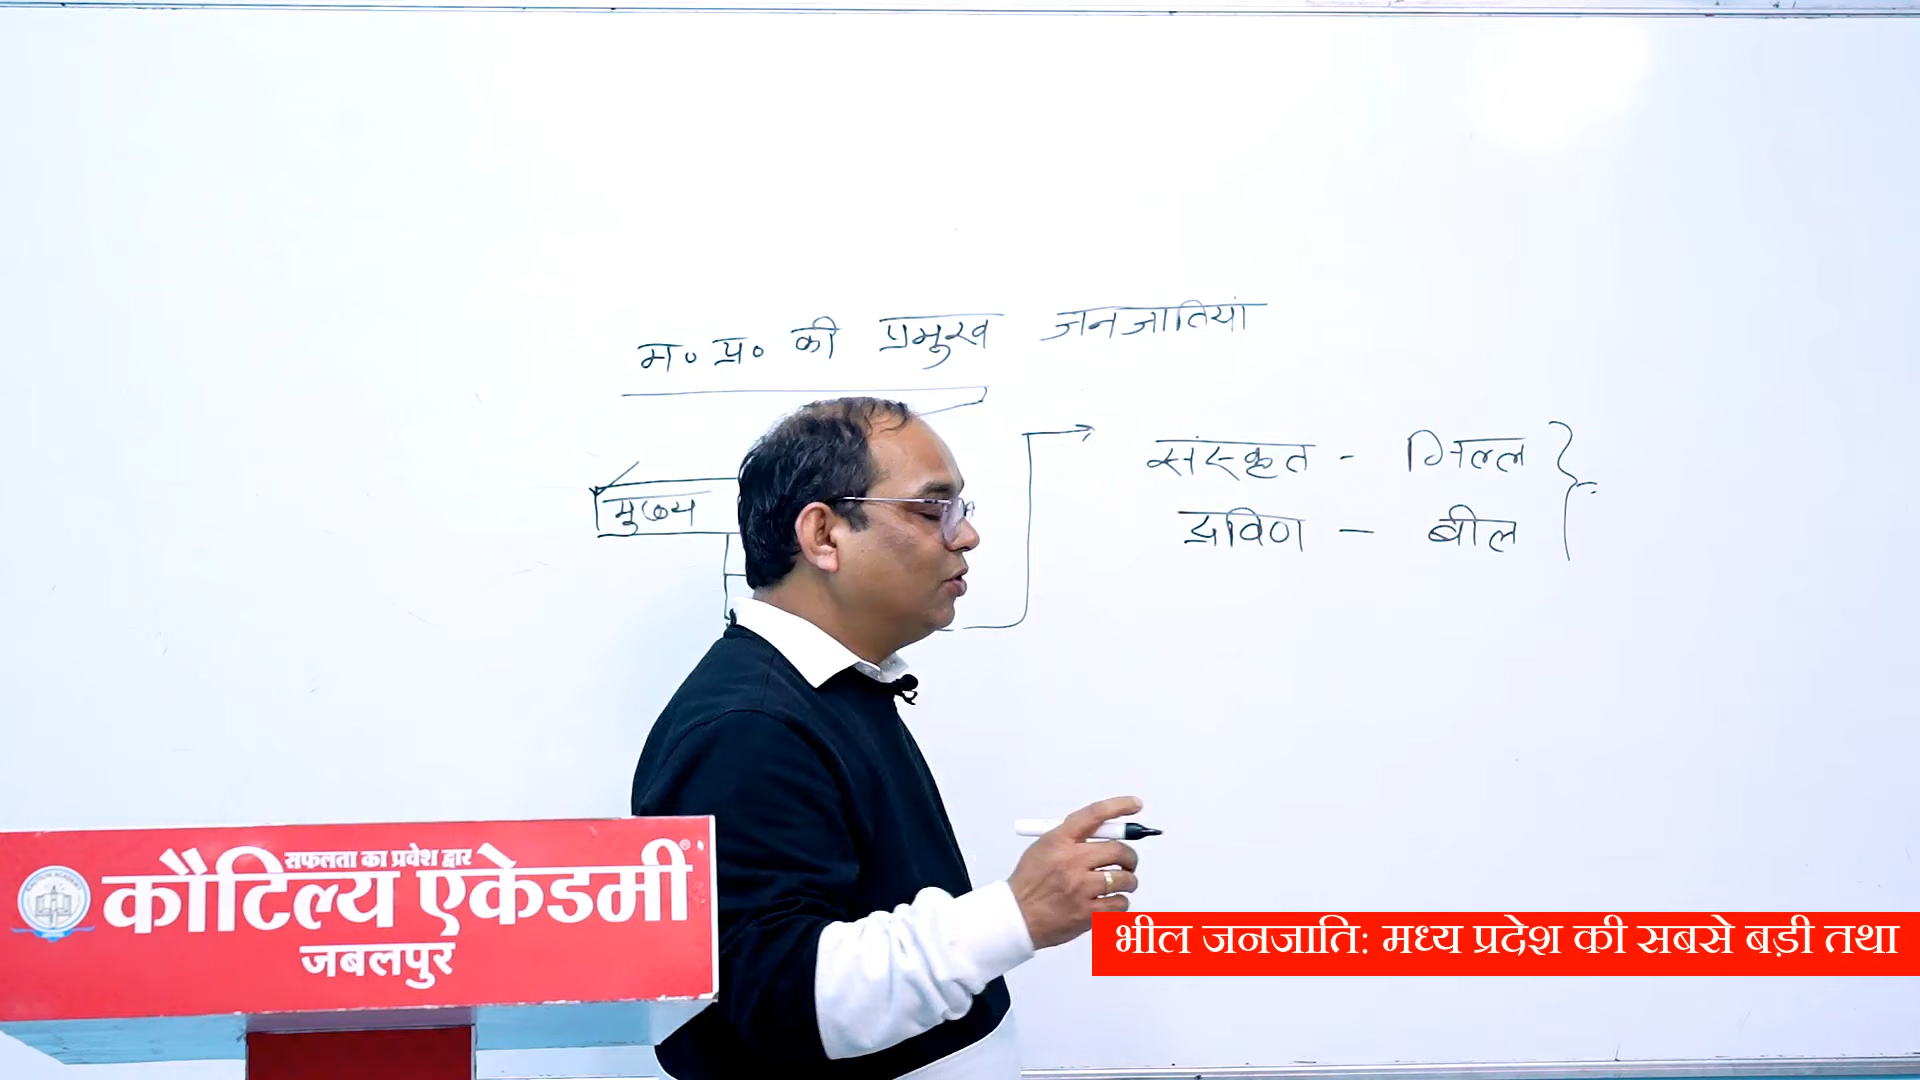 म० प्र० की प्रमुख जनजातियां
संस्कृत - भिल्ल
द्रविण - बील
मुख्य
सफलता का प्रवेश द्वार
कौटिल्य एकेडमी
जबलपुर
भील जनजाति: मध्य प्रदेश की सबसे बड़ी तथा